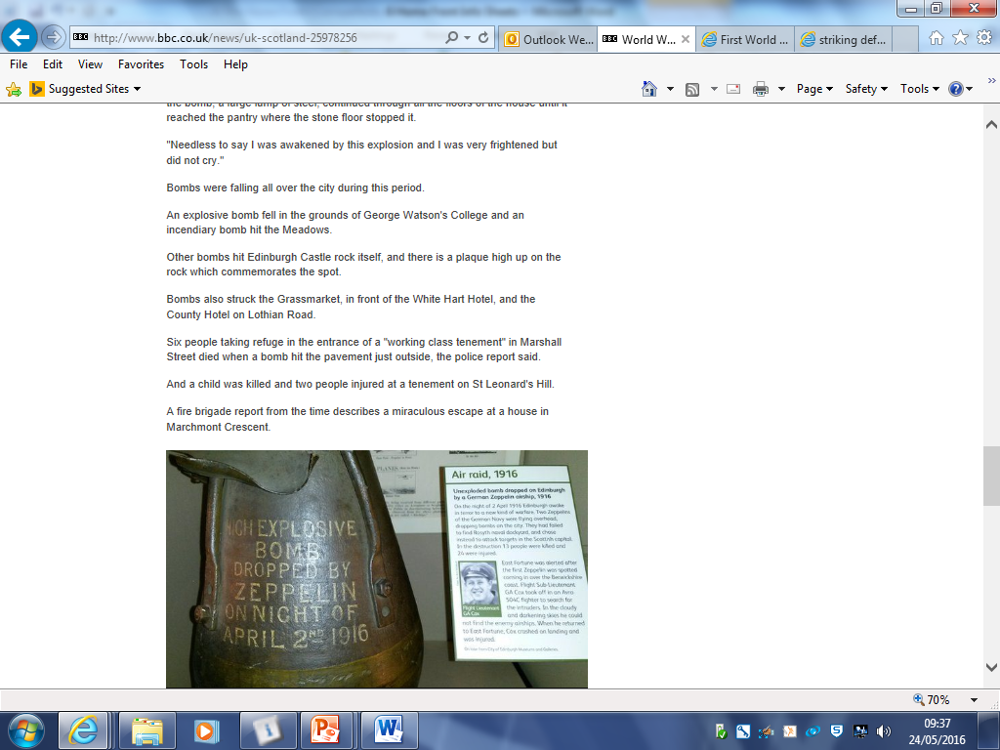 http://www.bbc.co.uk/news/uk-scotland-25978256
Outlook We...
World W...
First World ...
striking def...
File Edit View Favorites Tools Help
Suggested Sites
Page Safety Tools
the bomb, a large lump of steel, continued through all the floors of the house until it
reached the pantry where the stone floor stopped it.
"Needless to say I was awakened by this explosion and I was very frightened but
did not cry."
Bombs were falling all over the city during this period.
An explosive bomb fell in the grounds of George Watson's College and an
incendiary bomb hit the Meadows.
Other bombs hit Edinburgh Castle rock itself, and there is a plaque high up on the
rock which commemorates the spot.
Bombs also struck the Grassmarket, in front of the White Hart Hotel, and the
County Hotel on Lothian Road.
Six people taking refuge in the entrance of a "working class tenement" in Marshall
Street died when a bomb hit the pavement just outside, the police report said.
And a child was killed and two people injured at a tenement on St Leonard's Hill.
A fire brigade report from the time describes a miraculous escape at a house in
Marchmont Crescent.
HIGH EXPLOSIVE
BOMB
DROPPED BY
ZEPPELIN
ON NIGHT OF
APRIL 2ND 1916
Air raid, 1916
Unexploded bomb dropped on Edinburgh
by a German Zeppelin airship, 1916
On the night of 2 April 1916 Edinburgh awoke
in terror to a new kind of warfare. Two Zeppelins
of the German Navy were flying overhead,
dropping bombs on the city. They had failed
to find Rosyth naval dockyard, and chose
instead to attack targets in the Scottish capital.
In the destruction 13 people were killed and
24 were injured.
East Fortune was alerted after
the first Zeppelin was spotted
coming in over the Berwickshire
coast. Flight Sub-Lieutenant
GA Cox took off in an Avro
504C fighter to search for
the intruders. In the cloudy
and darkening skies he could
not find the enemy airships. When he returned
to East Fortune, Cox crashed on landing and
was injured.
Flight Lieutenant
GA Cox
On loan from City of Edinburgh Museums and Galleries
70%
09:37
24/05/2016